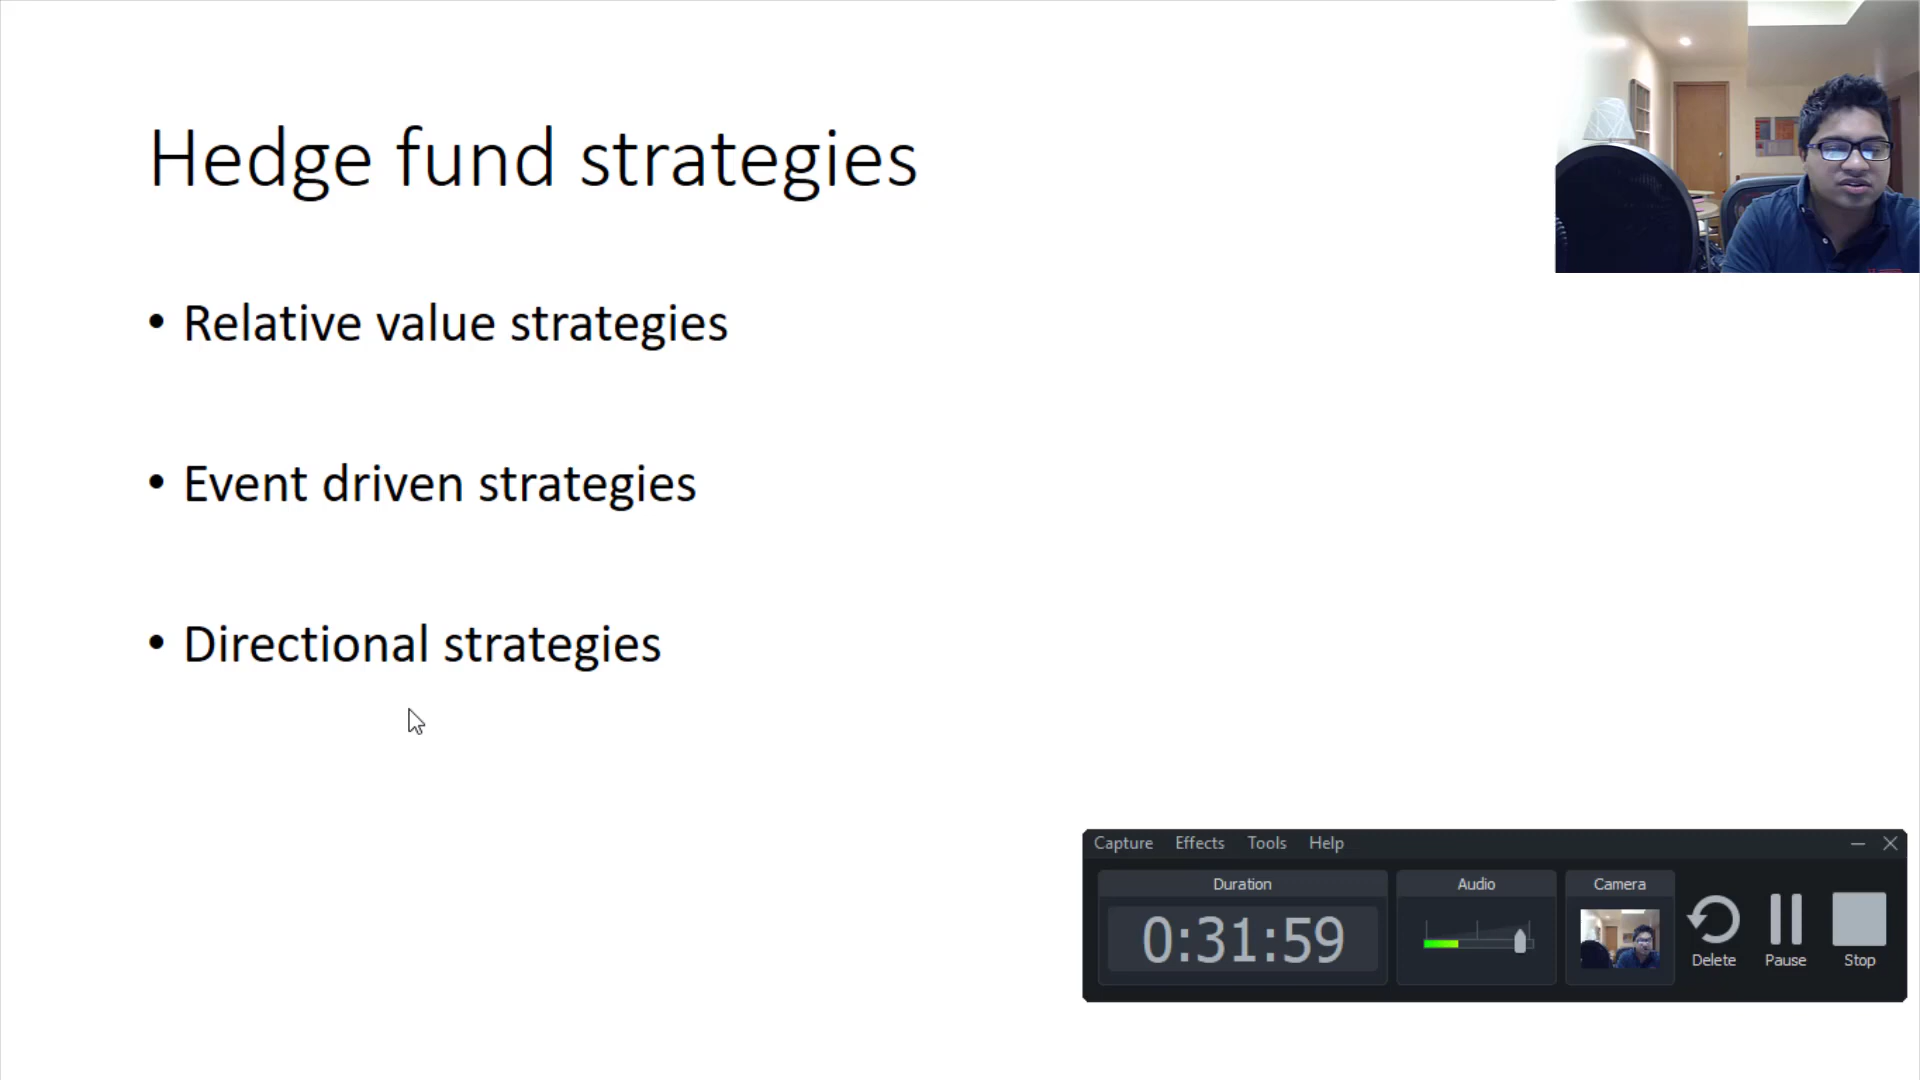 Hedge fund strategies
• Relative value strategies
• Event driven strategies
• Directional strategies
Capture Effects Tools Help
Duration Audio Camera
0:31:59
Delete Pause Stop